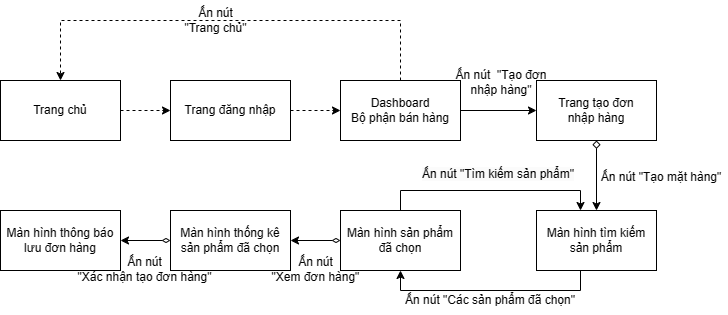 Ấn nút
"Trang chủ"
Trang chủ
Trang đăng nhập
Dashboard
Bộ phận bán hàng
Ấn nút "Tạo đơn
nhập hàng"
Trang tạo đơn
nhập hàng
Ấn nút "Tìm kiếm sản phẩm"
Ấn nút "Tạo mặt hàng"
Màn hình thông báo
lưu đơn hàng
Màn hình thống kê
sản phẩm đã chọn
Màn hình sản phẩm
đã chọn
Màn hình tìm kiếm
sản phẩm
Ấn nút
"Xác nhận tạo đơn hàng"
Ấn nút
"Xem đơn hàng"
Ấn nút "Các sản phẩm đã chọn"